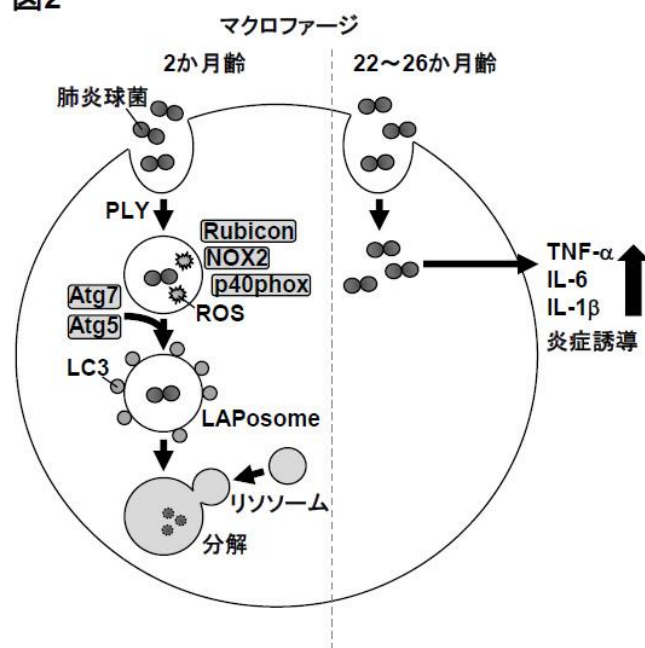 図2
マクロファージ
2か月齢
22～26か月齢
肺炎球菌
PLY
Rubicon
NOX2
p40phox
ROS
Atg7
Atg5
LC3
LAPosome
リソソーム
分解
TNF-α
IL-6
IL-1β
炎症誘導